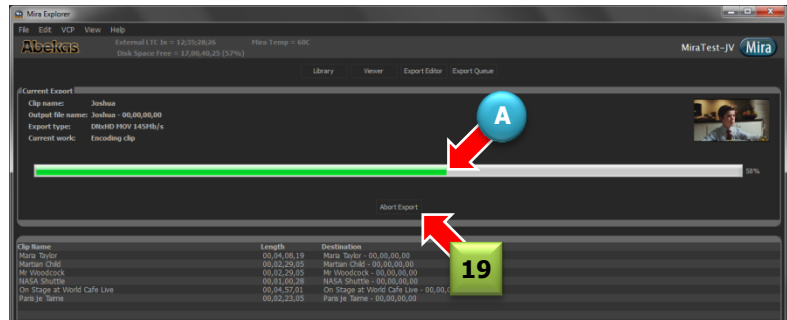 Mira Explorer
File Edit VCP View Help
Abekas
External LTC In = 12;35;28;26 Mira Temp = 60C
Disk Space Free = 17,00,40,25 (57%)
MiraTest-JV Mira
Library Viewer Export Editor Export Queue
Current Export
Clip name: Joshua
Output file name: Joshua - 00,00,00,00
Export type: DNxHD MOV 145Mb/s
Current work: Encoding clip
A
58%
Abort Export
19
Clip Name Length Destination
Maria Taylor 00,04,08,19 Maria Taylor - 00,00,00,00
Martian Child 00,02,29,05 Martian Child - 00,00,00,00
Mr Woodcock 00,02,29,05 Mr Woodcock - 00,00,00,00
NASA Shuttle 00,01,00,28 NASA Shuttle - 00,00,00,00
On Stage at World Cafe Live 00,04,57,01 On Stage at World Cafe Live - 00,00,
Paris je Taime 00,02,23,05 Paris je Taime - 00,00,00,00